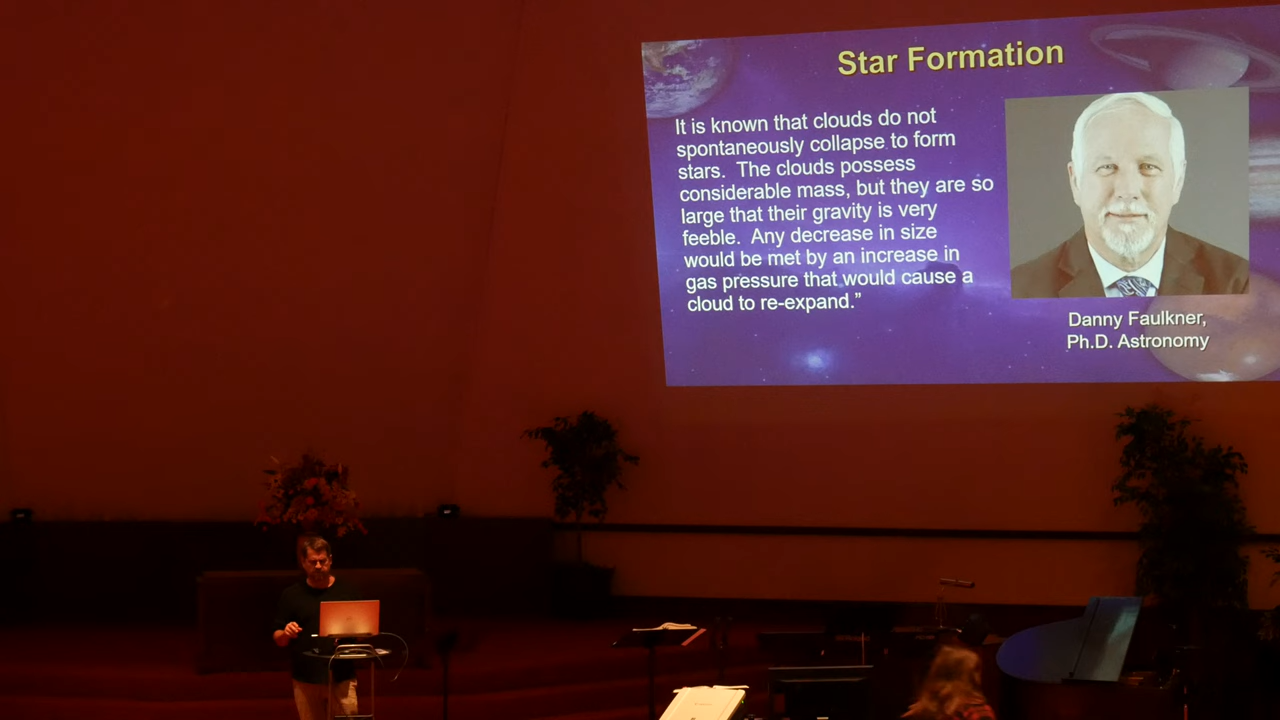 Star Formation
It is known that clouds do not
spontaneously collapse to form
stars.  The clouds possess
considerable mass, but they are so
large that their gravity is very
feeble.  Any decrease in size
would be met by an increase in
gas pressure that would cause a
cloud to re-expand.”
Danny Faulkner,
Ph.D. Astronomy